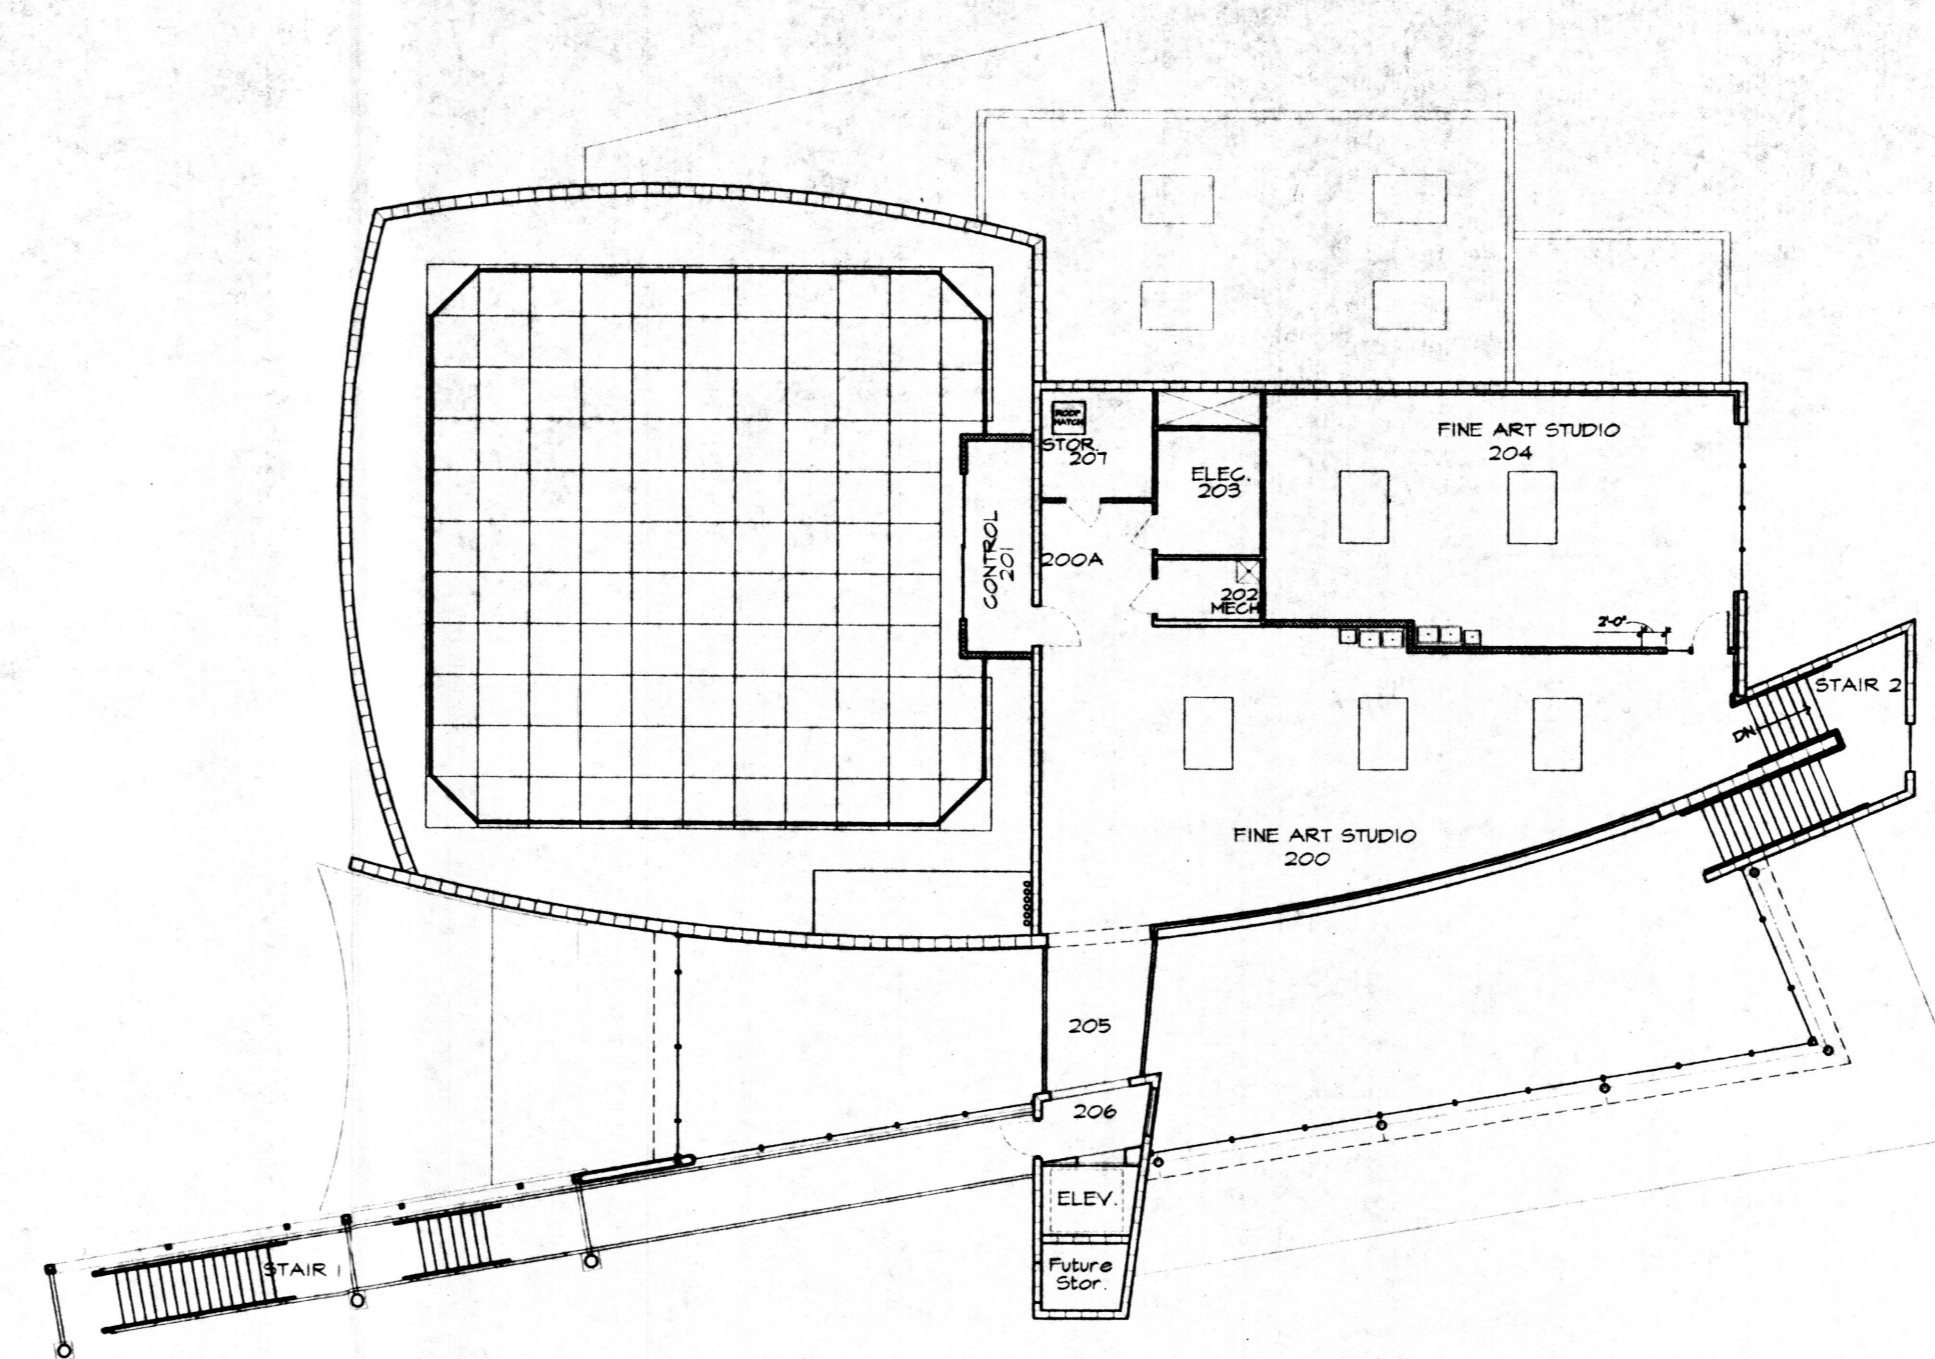 ROOF
HATCH
STOR.
207
FINE ART STUDIO
204
ELEC.
203
CONTROL
201
200A
202
MECH
2'-0"
STAIR 2
DN
FINE ART STUDIO
200
205
206
ELEV.
STAIR 1
Future
Stor.